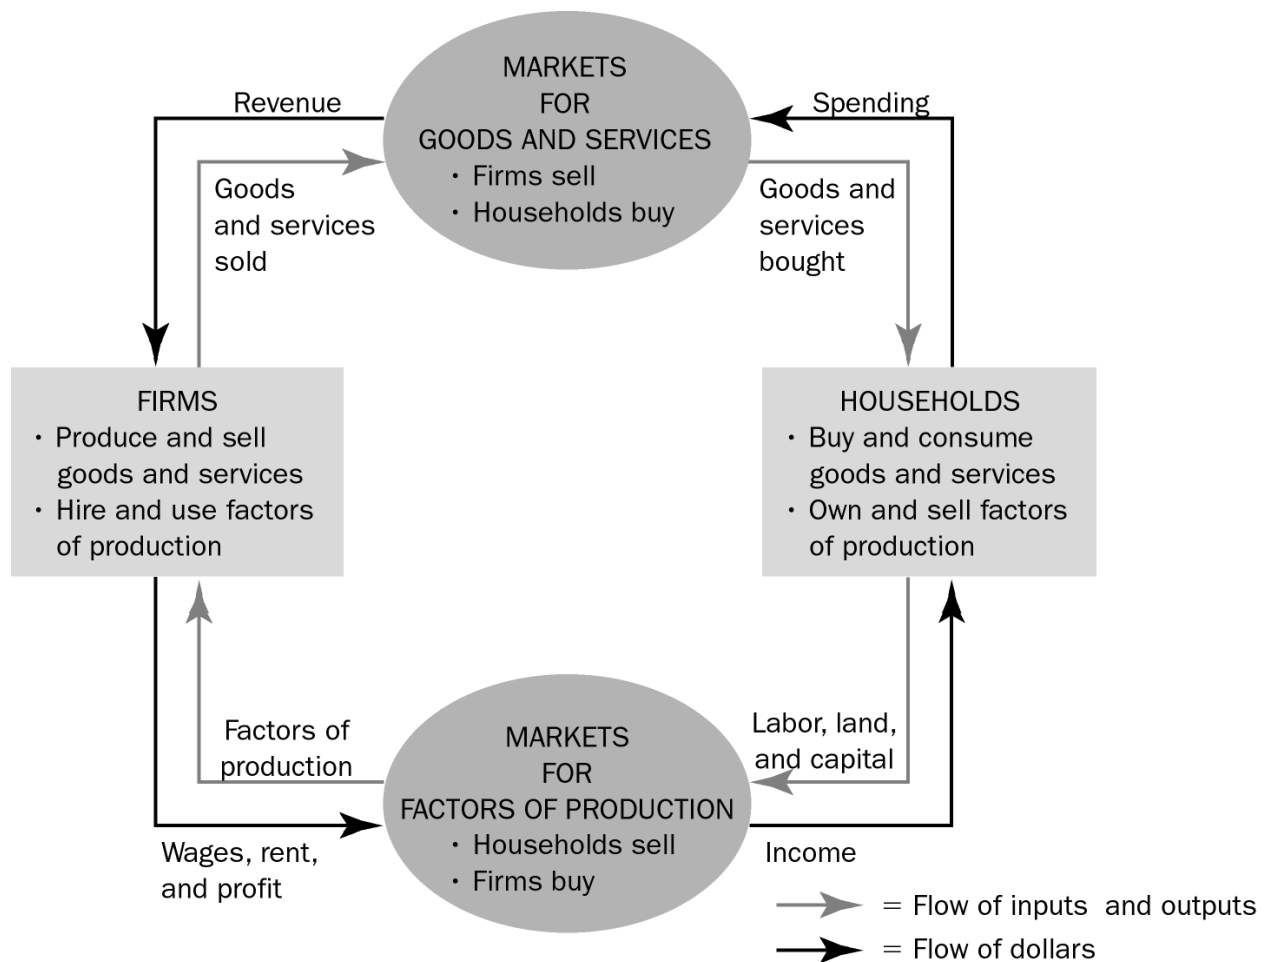 MARKETS
FOR
GOODS AND SERVICES
• Firms sell
• Households buy
Revenue
Spending
Goods
and services
sold
Goods and
services
bought
FIRMS
• Produce and sell
goods and services
• Hire and use factors
of production
HOUSEHOLDS
• Buy and consume
goods and services
• Own and sell factors
of production
Factors of
production
Labor, land,
and capital
MARKETS
FOR
FACTORS OF PRODUCTION
• Households sell
• Firms buy
Wages, rent,
and profit
Income
= Flow of inputs and outputs
= Flow of dollars